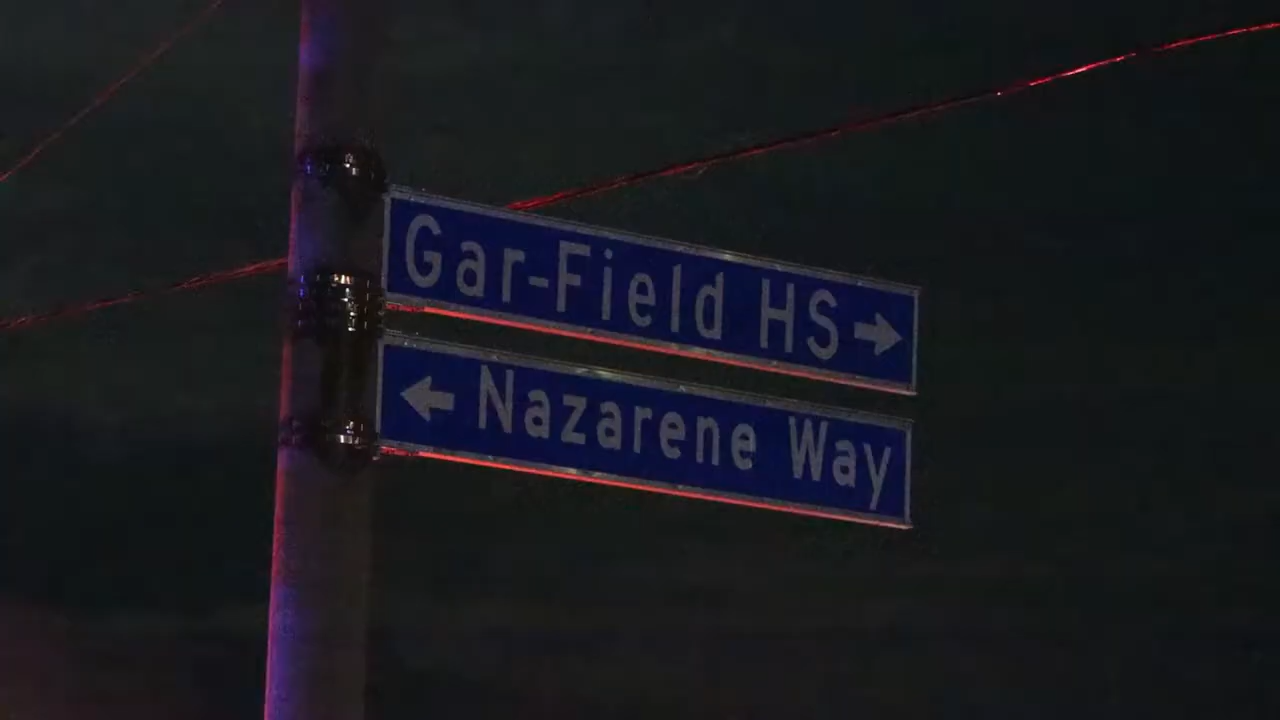 Gar-Field HS →
← Nazarene Way